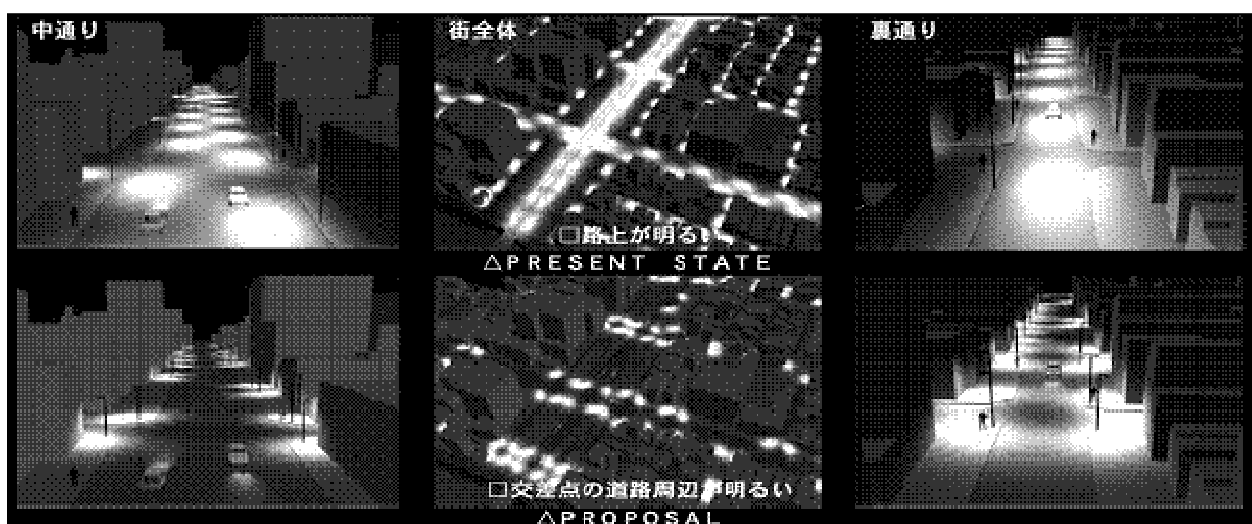 中通り
街全体
裏通り
□路上が明るい
△PRESENT STATE
□交差点の道路周辺が明るい
△PROPOSAL